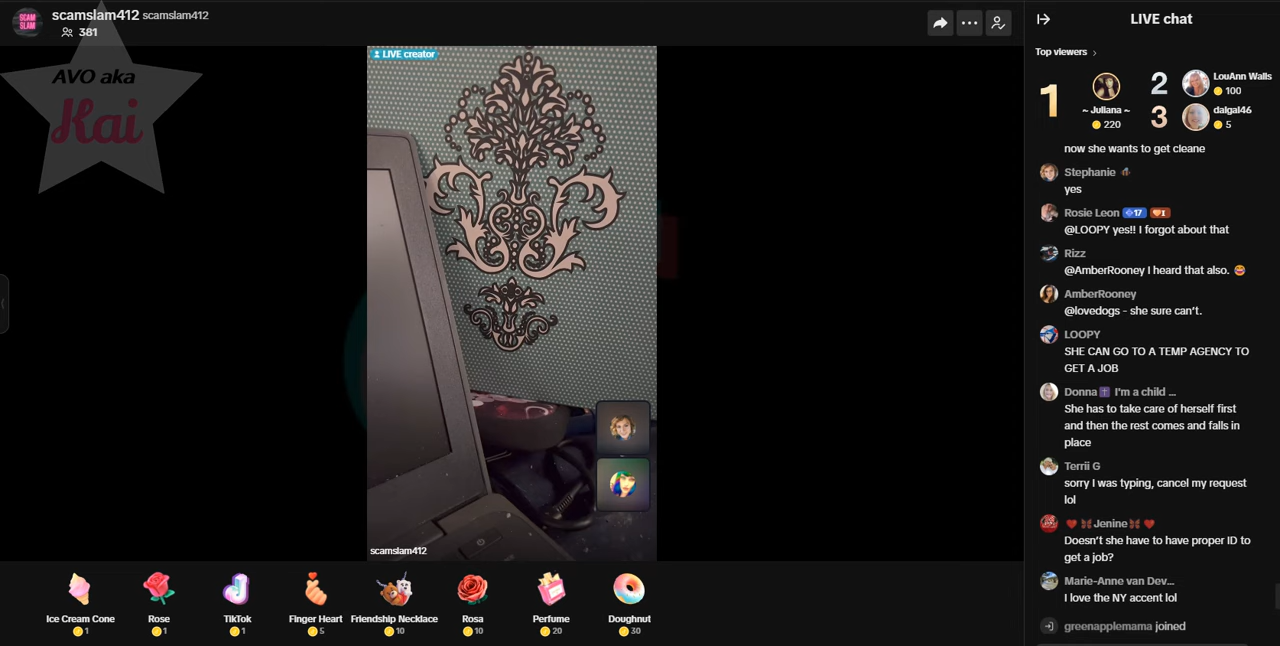 SCAM
SLAM
scamslam412 scamslam412
381
AVO aka
Kai
LIVE creator
scamslam412
Ice Cream Cone
1
Rose
1
TikTok
1
Finger Heart
5
Friendship Necklace
10
Rosa
10
Perfume
20
Doughnut
30
LIVE chat
Top viewers
1
~ Juliana ~
220
2
LouAnn Walls
100
3
dalgal46
5
now she wants to get cleane
Stephanie
yes
Rosie Leon 17 1
@LOOPY yes!! I forgot about that
Rizz
@AmberRooney I heard that also.
AmberRooney
@lovedogs - she sure can't.
LOOPY
SHE CAN GO TO A TEMP AGENCY TO
GET A JOB
Donna I'm a child ...
She has to take care of herself first
and then the rest comes and falls in
place
Terrii G
sorry I was typing, cancel my request
lol
Jenine
Doesn't she have to have proper ID to
get a job?
Marie-Anne van Dev...
I love the NY accent lol
greenapplemama joined